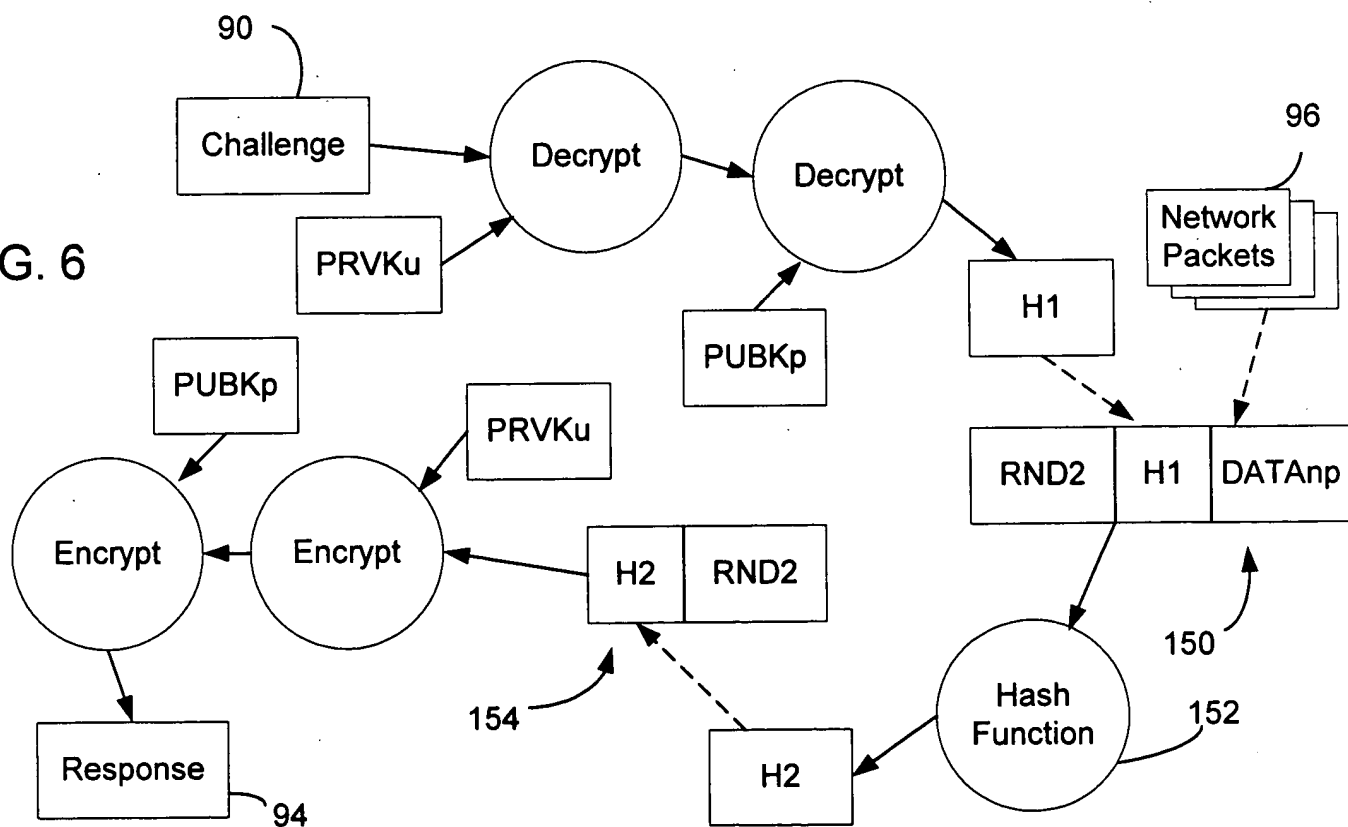 90
Challenge
Decrypt
Decrypt
96
Network
Packets
G. 6
PRVKu
H1
PUBKp
PUBKp
PRVKu
RND2 H1 DATAnp
Encrypt
Encrypt
H2 RND2
150
154
Hash
Function
152
H2
Response
94